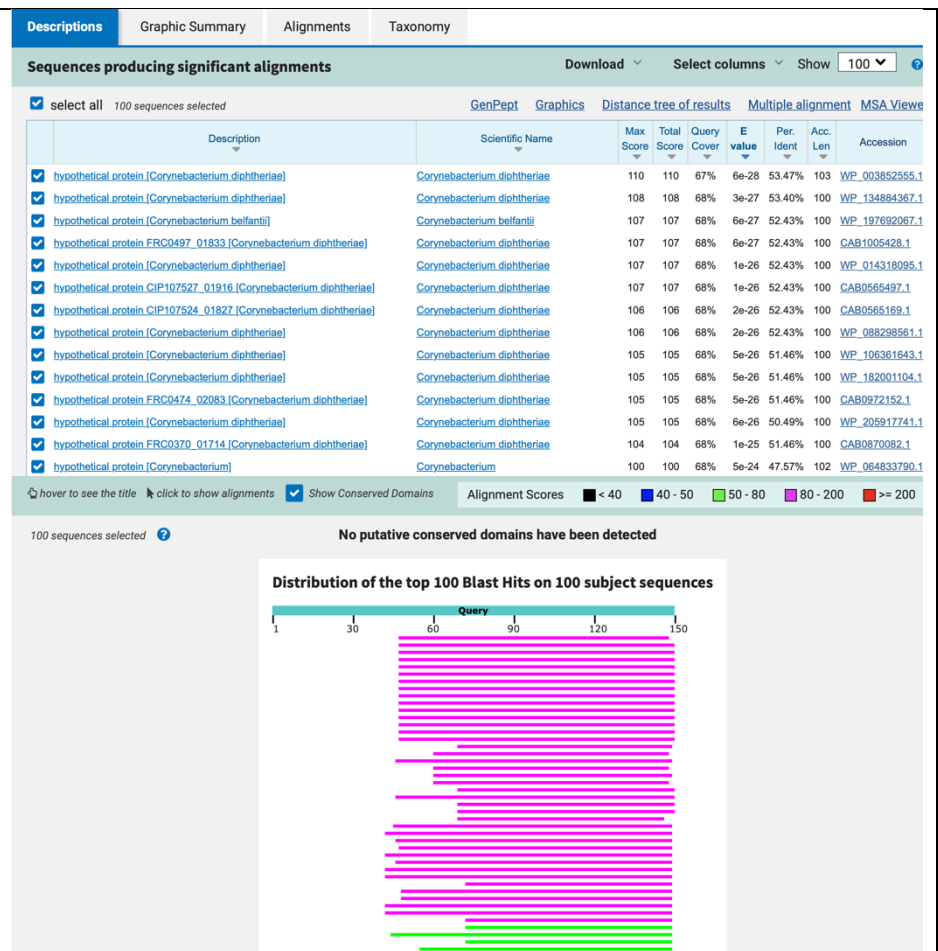 Descriptions Graphic Summary Alignments Taxonomy
Sequences producing significant alignments Download Select columns Show 100 ?
select all 100 sequences selected GenPept Graphics Distance tree of results Multiple alignment MSA Viewe
Description Scientific Name Max Score Total Score Query Cover E value Per. Ident Acc. Len Accession
hypothetical protein [Corynebacterium diphtheriae] Corynebacterium diphtheriae 110 110 67% 6e-28 53.47% 103 WP_003852555.1
hypothetical protein [Corynebacterium diphtheriae] Corynebacterium diphtheriae 108 108 68% 3e-27 53.40% 100 WP_134884367.1
hypothetical protein [Corynebacterium belfantii] Corynebacterium belfantii 107 107 68% 6e-27 52.43% 100 WP_197692067.1
hypothetical protein FRC0497_01833 [Corynebacterium diphtheriae] Corynebacterium diphtheriae 107 107 68% 6e-27 52.43% 100 CAB1005428.1
hypothetical protein [Corynebacterium diphtheriae] Corynebacterium diphtheriae 107 107 68% 1e-26 52.43% 100 WP_014318095.1
hypothetical protein CIP107527_01916 [Corynebacterium diphtheriae] Corynebacterium diphtheriae 107 107 68% 1e-26 52.43% 100 CAB0565497.1
hypothetical protein CIP107524_01827 [Corynebacterium diphtheriae] Corynebacterium diphtheriae 106 106 68% 2e-26 52.43% 100 CAB0565169.1
hypothetical protein [Corynebacterium diphtheriae] Corynebacterium diphtheriae 106 106 68% 2e-26 52.43% 100 WP_088298561.1
hypothetical protein [Corynebacterium diphtheriae] Corynebacterium diphtheriae 105 105 68% 5e-26 51.46% 100 WP_106361643.1
hypothetical protein [Corynebacterium diphtheriae] Corynebacterium diphtheriae 105 105 68% 5e-26 51.46% 100 WP_182001104.1
hypothetical protein FRC0474_02083 [Corynebacterium diphtheriae] Corynebacterium diphtheriae 105 105 68% 5e-26 51.46% 100 CAB0972152.1
hypothetical protein [Corynebacterium diphtheriae] Corynebacterium diphtheriae 105 105 68% 6e-26 50.49% 100 WP_205917741.1
hypothetical protein FRC0370_01714 [Corynebacterium diphtheriae] Corynebacterium diphtheriae 104 104 68% 1e-25 51.46% 100 CAB0870082.1
hypothetical protein [Corynebacterium] Corynebacterium 100 100 68% 5e-24 47.57% 102 WP_064833790.1
hover to see the title click to show alignments Show Conserved Domains Alignment Scores < 40 40 - 50 50 - 80 80 - 200 >= 200
100 sequences selected ? No putative conserved domains have been detected
Distribution of the top 100 Blast Hits on 100 subject sequences
Query
1 30 60 90 120 150